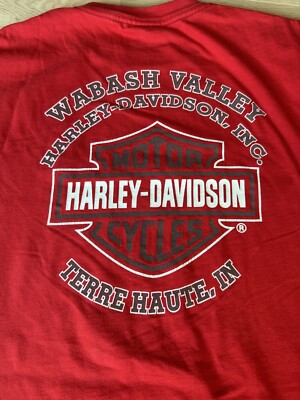 WABASH VALLEY
HARLEY-DAVIDSON, INC.
MOTOR
HARLEY-DAVIDSON
CYCLES
®
TERRE HAUTE, IN